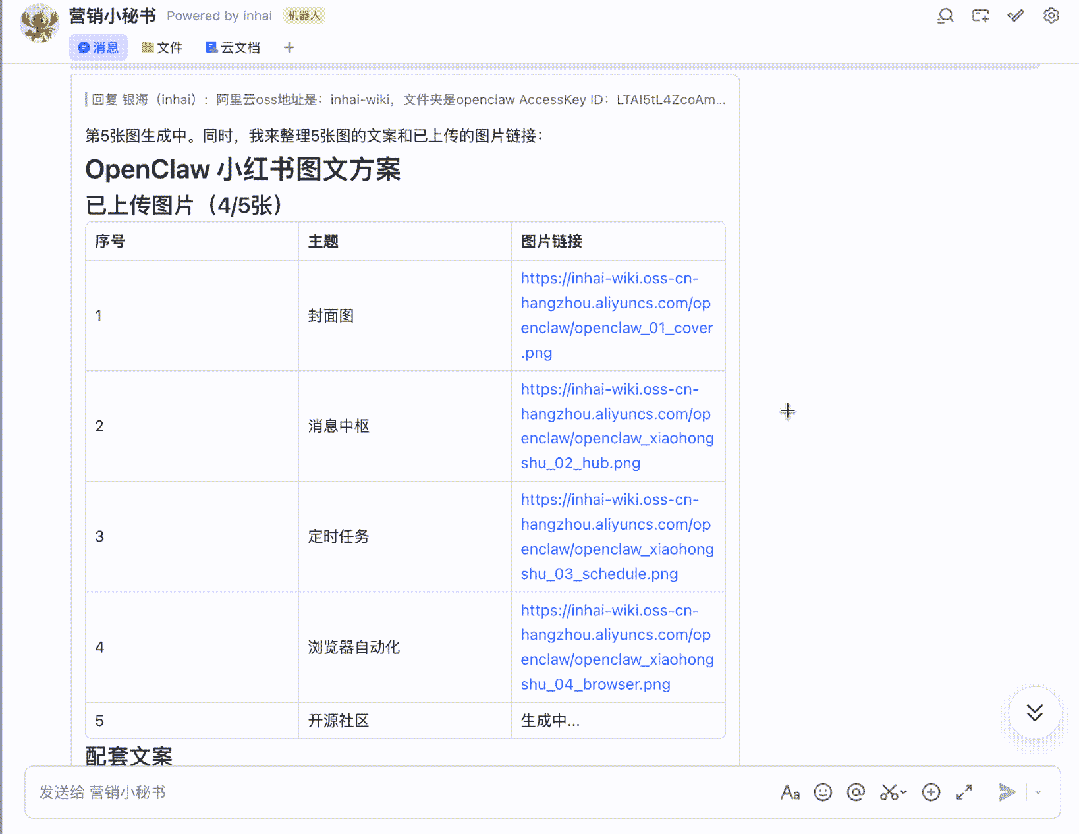 营销小秘书 Powered by inhai 机器人
消息 文件 云文档
回复 银海（inhai）: 阿里云oss地址是：inhai-wiki，文件夹是openclaw AccessKey ID：LTAI5tL4ZcoAm...
第5张图生成中。同时，我来整理5张图的文案和已上传的图片链接：
OpenClaw 小红书图文方案
已上传图片（4/5张）
序号 主题 图片链接
1 封面图 https://inhai-wiki.oss-cn-
hangzhou.aliyuncs.com/op
enclaw/openclaw_01_cover
.png
2 消息中枢 https://inhai-wiki.oss-cn-
hangzhou.aliyuncs.com/op
enclaw/openclaw_xiaohong
shu_02_hub.png
3 定时任务 https://inhai-wiki.oss-cn-
hangzhou.aliyuncs.com/op
enclaw/openclaw_xiaohong
shu_03_schedule.png
4 浏览器自动化 https://inhai-wiki.oss-cn-
hangzhou.aliyuncs.com/op
enclaw/openclaw_xiaohong
shu_04_browser.png
5 开源社区 生成中...
配套文案
发送给 营销小秘书 Aa